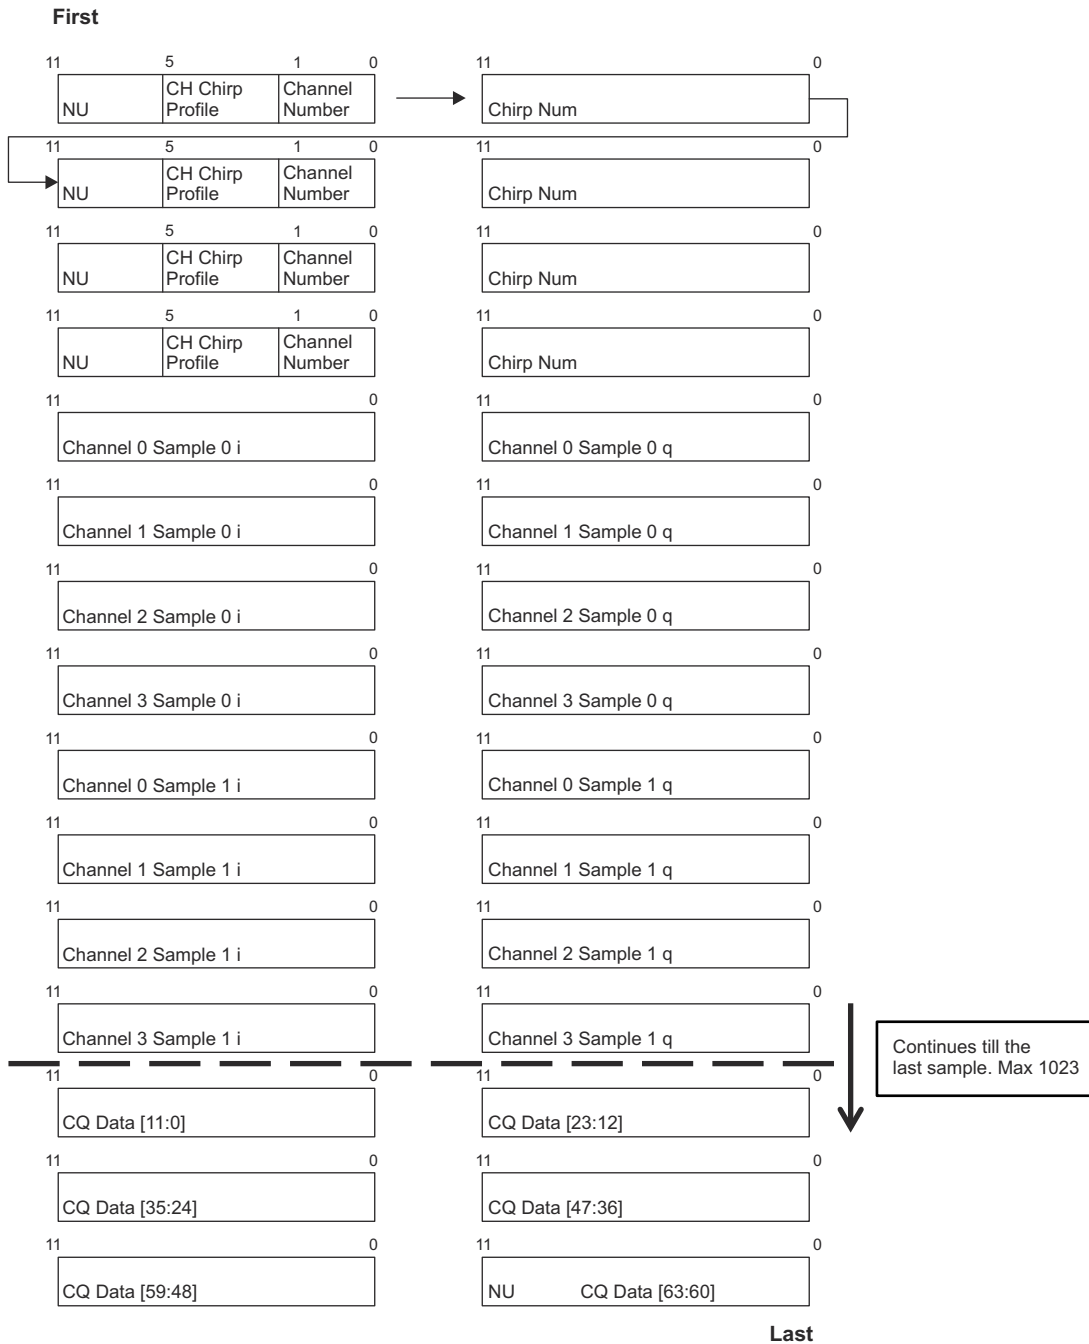 First
11 5 1 0 11 0
NU CH Chirp Profile Channel Number Chirp Num
11 5 1 0 11 0
NU CH Chirp Profile Channel Number Chirp Num
11 5 1 0 11 0
NU CH Chirp Profile Channel Number Chirp Num
11 5 1 0 11 0
NU CH Chirp Profile Channel Number Chirp Num
11 0 11 0
Channel 0 Sample 0 i Channel 0 Sample 0 q
11 0 11 0
Channel 1 Sample 0 i Channel 1 Sample 0 q
11 0 11 0
Channel 2 Sample 0 i Channel 2 Sample 0 q
11 0 11 0
Channel 3 Sample 0 i Channel 3 Sample 0 q
11 0 11 0
Channel 0 Sample 1 i Channel 0 Sample 1 q
11 0 11 0
Channel 1 Sample 1 i Channel 1 Sample 1 q
11 0 11 0
Channel 2 Sample 1 i Channel 2 Sample 1 q
11 0 11 0
Channel 3 Sample 1 i Channel 3 Sample 1 q
Continues till the
last sample. Max 1023
11 0 11 0
CQ Data [11:0] CQ Data [23:12]
11 0 11 0
CQ Data [35:24] CQ Data [47:36]
11 0 11 0
CQ Data [59:48] NU CQ Data [63:60]
Last